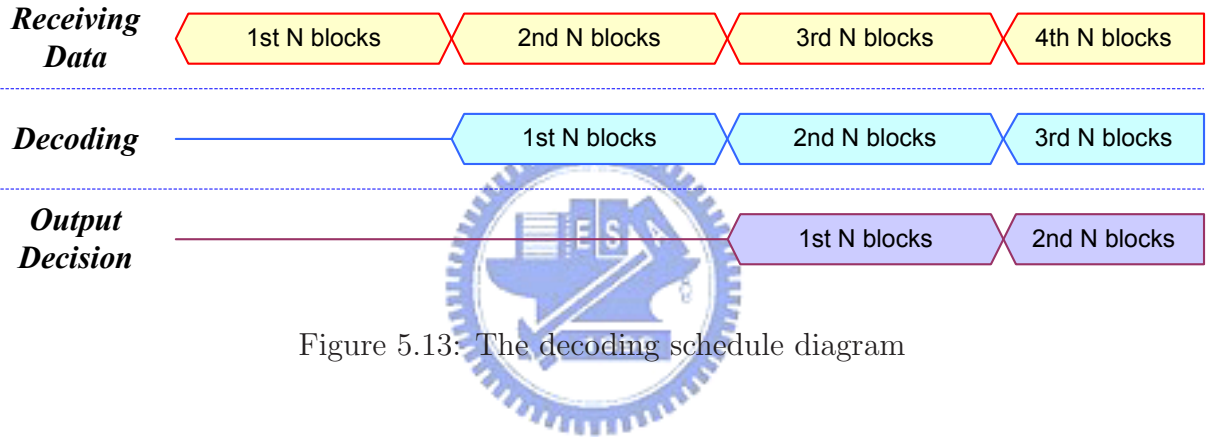 Receiving
Data
1st N blocks
2nd N blocks
3rd N blocks
4th N blocks
Decoding
1st N blocks
2nd N blocks
3rd N blocks
Output
Decision
1st N blocks
2nd N blocks
E S A
Figure 5.13: The decoding schedule diagram